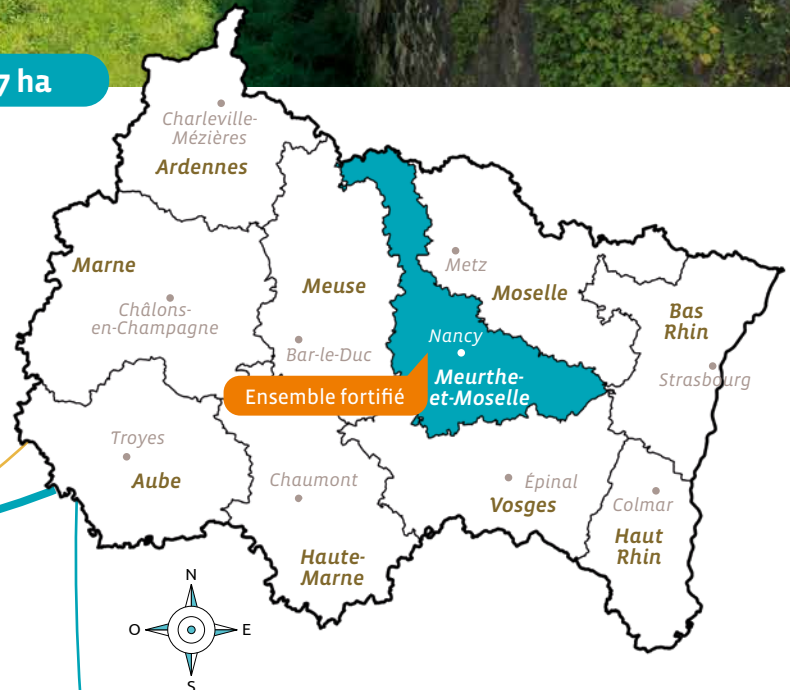 7 ha
Charleville-
Mézières
Ardennes
Marne
Châlons-
en-Champagne
Meuse
Bar-le-Duc
Metz
Moselle
Nancy
Meurthe-
et-Moselle
Ensemble fortifié
Bas
Rhin
Strasbourg
Troyes
Aube
Chaumont
Haute-
Marne
Épinal
Vosges
Colmar
Haut
Rhin
N
O
E
S